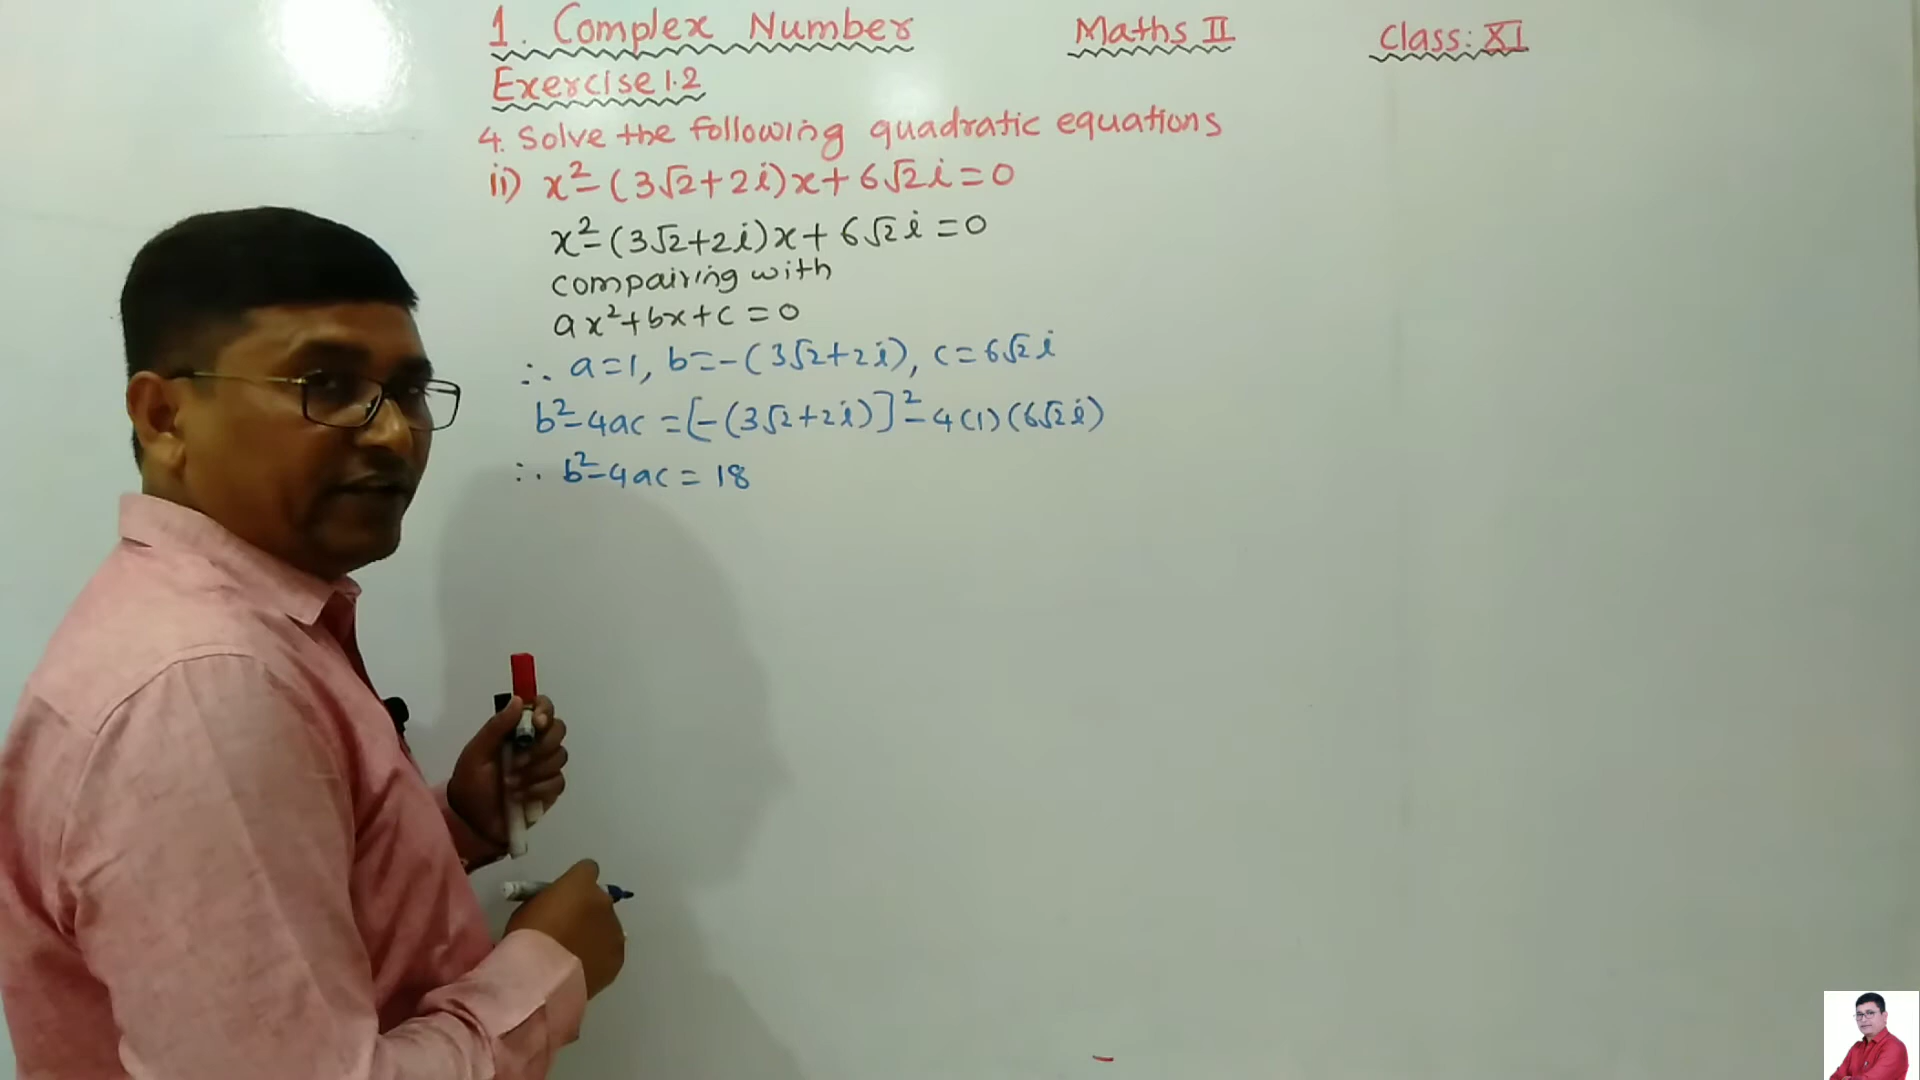 1. Complex Number Maths II Class: XI
Exercise 1.2
4. Solve the following quadratic equations
ii) x²-(3√2+2i)x+6√2i=0
x²-(3√2+2i)x+6√2i=0
compairing with
ax²+bx+c=0
∴ a=1, b=-(3√2+2i), c=6√2i
b²-4ac=[-(3√2+2i)]²-4(1)(6√2i)
∴ b²-4ac=18